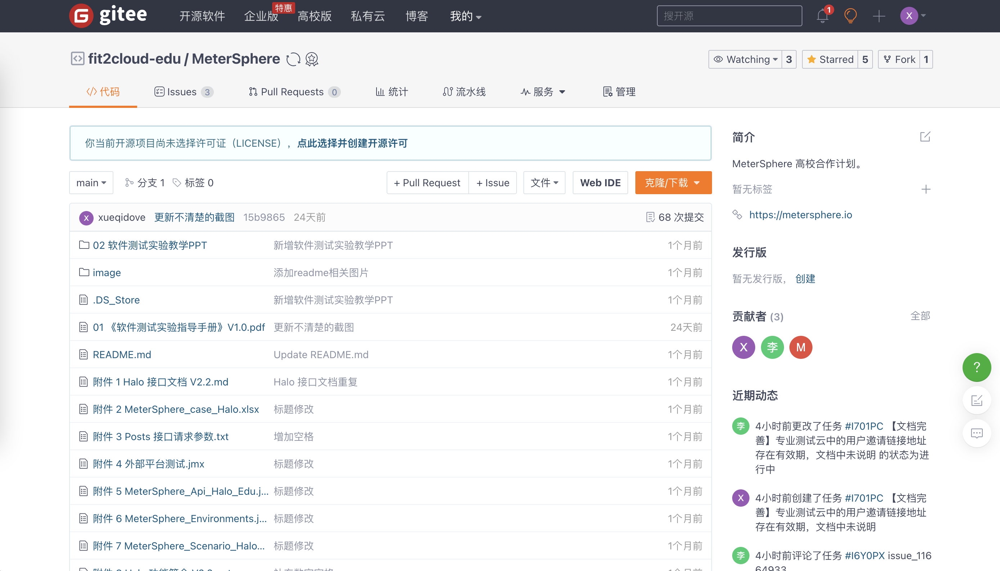 gitee
开源软件 企业版 特惠 高校版 私有云 博客 我的 搜开源 1 X
fit2cloud-edu / MeterSphere
Watching 3 Starred 5 Fork 1
代码 Issues 3 Pull Requests 0 统计 流水线 服务 管理
你当前开源项目尚未选择许可证（LICENSE），点此选择并创建开源许可
main 分支 1 标签 0 + Pull Request + Issue 文件 Web IDE 克隆/下载
X xueqidove 更新不清楚的截图 15b9865 24天前 68 次提交
02 软件测试实验教学PPT 新增软件测试实验教学PPT 1个月前
image 添加readme相关图片 1个月前
.DS_Store 新增软件测试实验教学PPT 1个月前
01 《软件测试实验指导手册》V1.0.pdf 更新不清楚的截图 24天前
README.md Update README.md 1个月前
附件 1 Halo 接口文档 V2.2.md Halo 接口文档重复 1个月前
附件 2 MeterSphere_case_Halo.xlsx 标题修改 1个月前
附件 3 Posts 接口请求参数.txt 增加空格 1个月前
附件 4 外部平台测试.jmx 标题修改 1个月前
附件 5 MeterSphere_Api_Halo_Edu.j... 标题修改 1个月前
附件 6 MeterSphere_Environments.j... 标题修改 1个月前
附件 7 MeterSphere_Scenario_Halo... 标题修改 1个月前
简介
MeterSphere 高校合作计划。
暂无标签
https://metersphere.io
发行版
暂无发行版， 创建
贡献者 (3) 全部
X 李 M
近期动态
李 4小时前更改了任务 #I701PC 【文档完
善】专业测试云中的用户邀请链接地址
存在有效期，文档中未说明 的状态为进
行中
X 4小时前创建了任务 #I701PC 【文档完
善】专业测试云中的用户邀请链接地址
存在有效期，文档中未说明
李 4小时前评论了任务 #I6Y0PX issue_116
64933
?